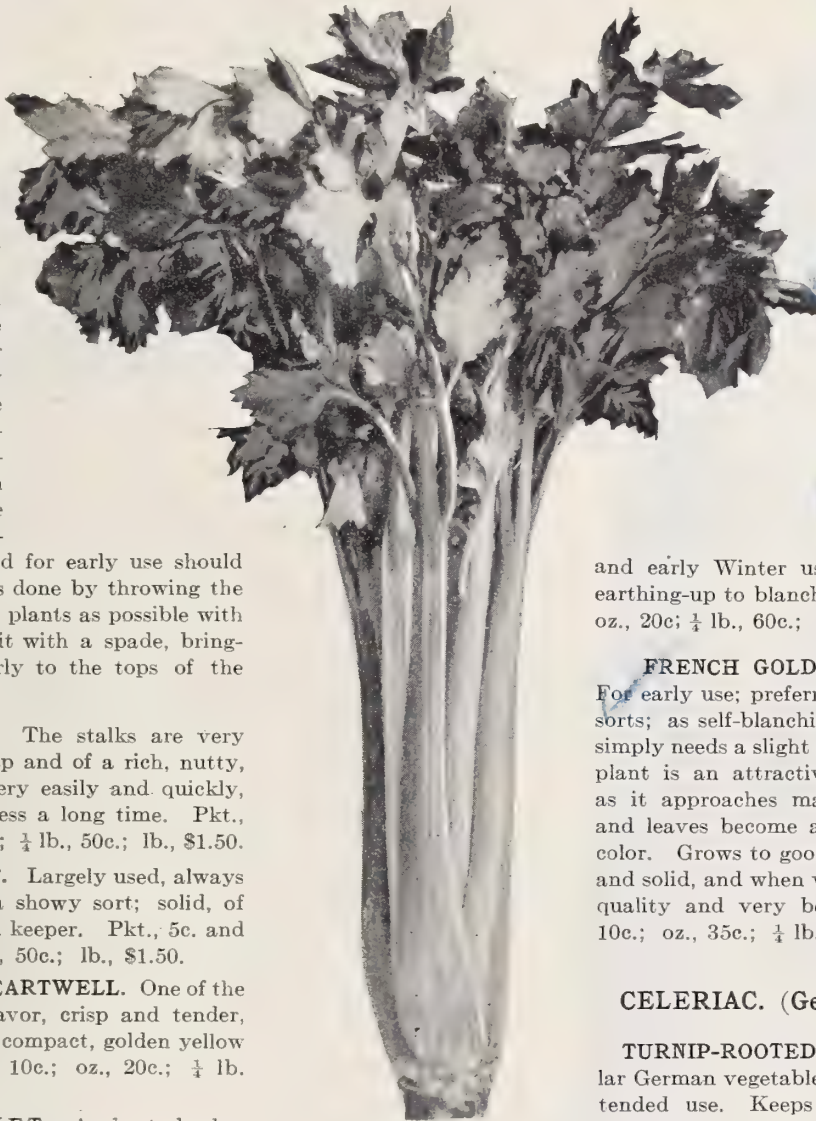 d for early use should
s done by throwing the
plants as possible with
it with a spade, bring-
rly to the tops of the
The stalks are very
p and of a rich, nutty,
ery easily and quickly,
ess a long time. Pkt.,
; ¼ lb., 50c.; lb., $1.50.
. Largely used, always
a showy sort; solid, of
keeper. Pkt., 5c. and
, 50c.; lb., $1.50.
EARTWELL. One of the
avor, crisp and tender,
compact, golden yellow
10c.; oz., 20c.; ¼ lb.
and early Winter us
earthing-up to blanch
oz., 20c; ¼ lb., 60c.;
FRENCH GOLD
For early use; preferr
sorts; as self-blanchi
simply needs a slight
plant is an attractiv
as it approaches ma
and leaves become a
color. Grows to goo
and solid, and when v
quality and very be
10c.; oz., 35c.; ¼ lb.
CELERIAC. (Ge
TURNIP-ROOTED
lar German vegetable
tended use. Keeps